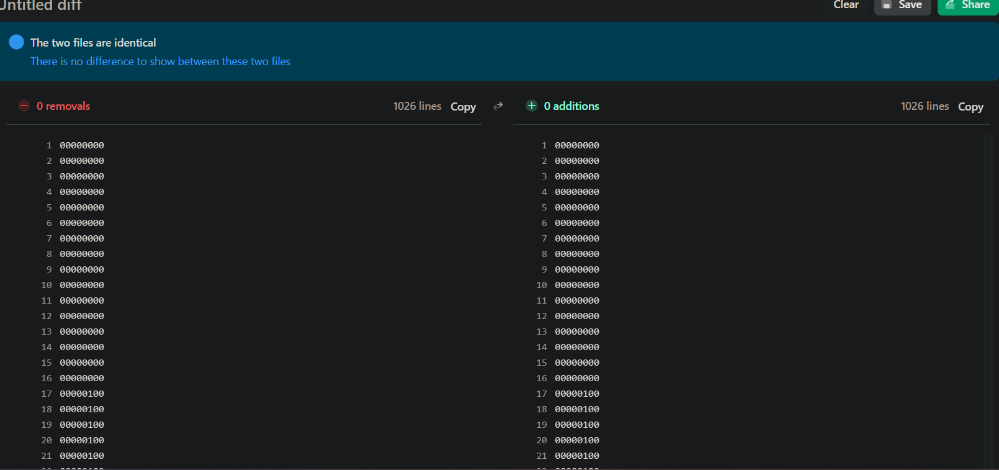 Untitled diff
Clear Save Share
The two files are identical
There is no difference to show between these two files
0 removals 1026 lines Copy 0 additions 1026 lines Copy
1 00000000 1 00000000
2 00000000 2 00000000
3 00000000 3 00000000
4 00000000 4 00000000
5 00000000 5 00000000
6 00000000 6 00000000
7 00000000 7 00000000
8 00000000 8 00000000
9 00000000 9 00000000
10 00000000 10 00000000
11 00000000 11 00000000
12 00000000 12 00000000
13 00000000 13 00000000
14 00000000 14 00000000
15 00000000 15 00000000
16 00000000 16 00000000
17 00000100 17 00000100
18 00000100 18 00000100
19 00000100 19 00000100
20 00000100 20 00000100
21 00000100 21 00000100